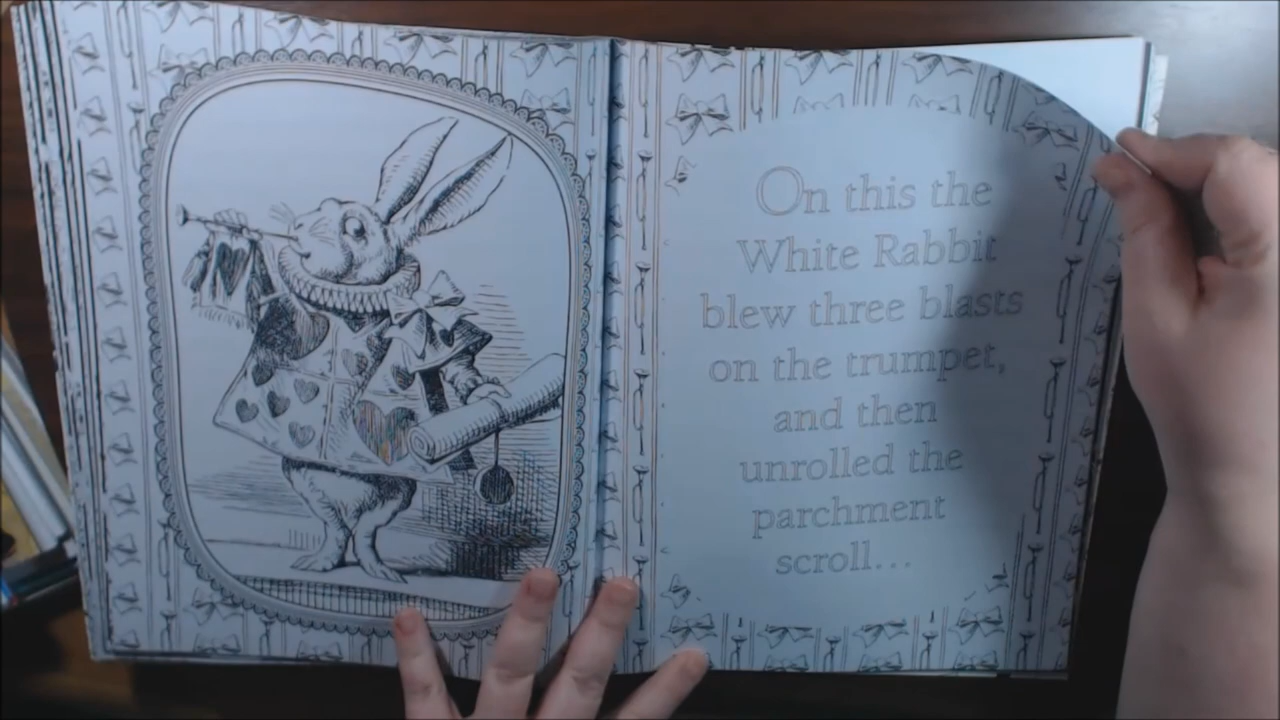 On this the
White Rabbit
blew three blasts
on the trumpet,
and then
unrolled the
parchment
scroll...